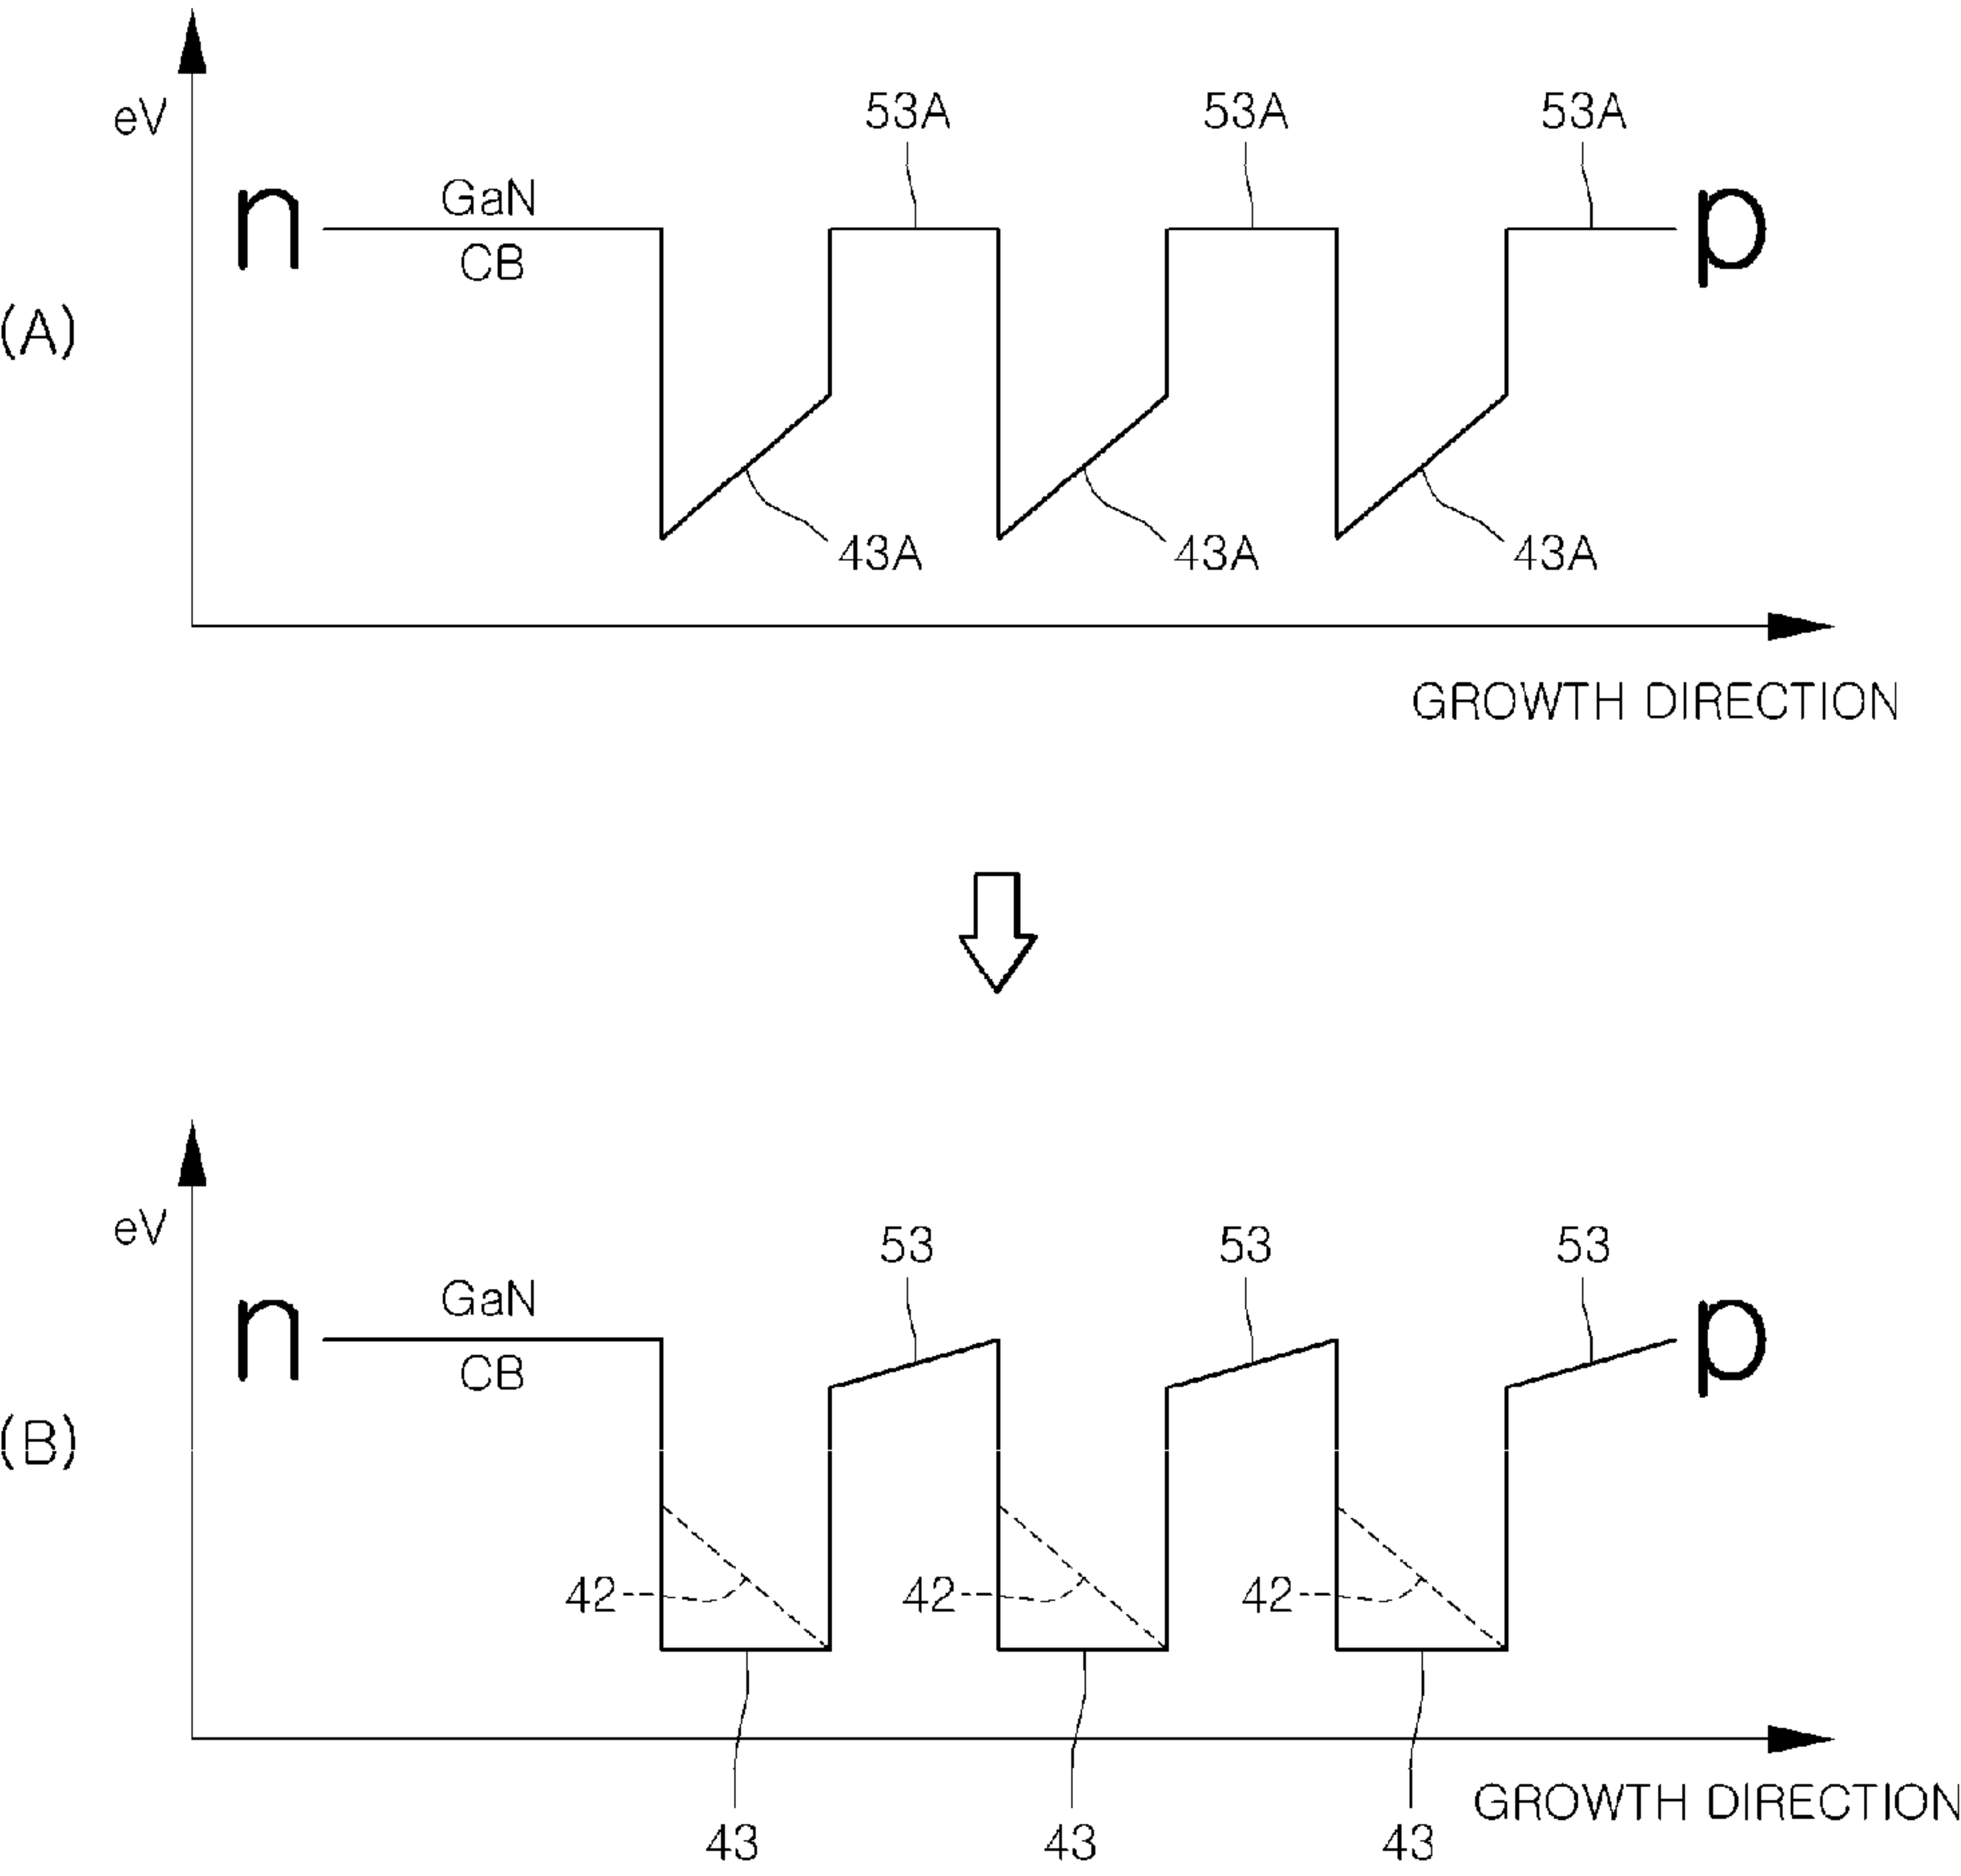 eV
53A 53A 53A
n GaN p
CB
(A)
43A 43A 43A
GROWTH DIRECTION
eV
53 53 53
n GaN p
CB
(B)
42 42 42
GROWTH DIRECTION
43 43 43